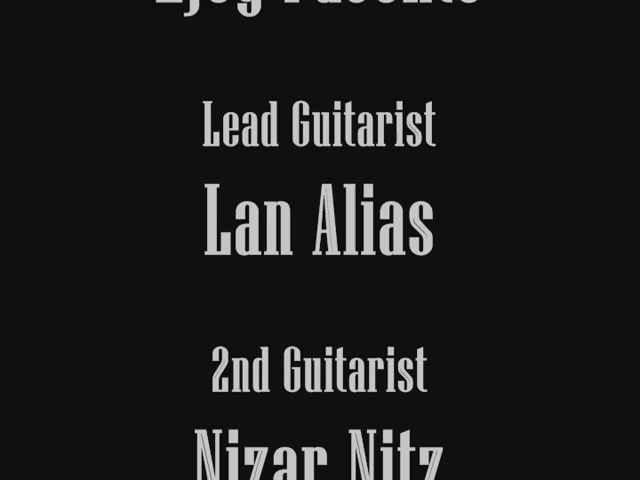 Lead Guitarist
Lan Alias
2nd Guitarist
Nizar Nitz